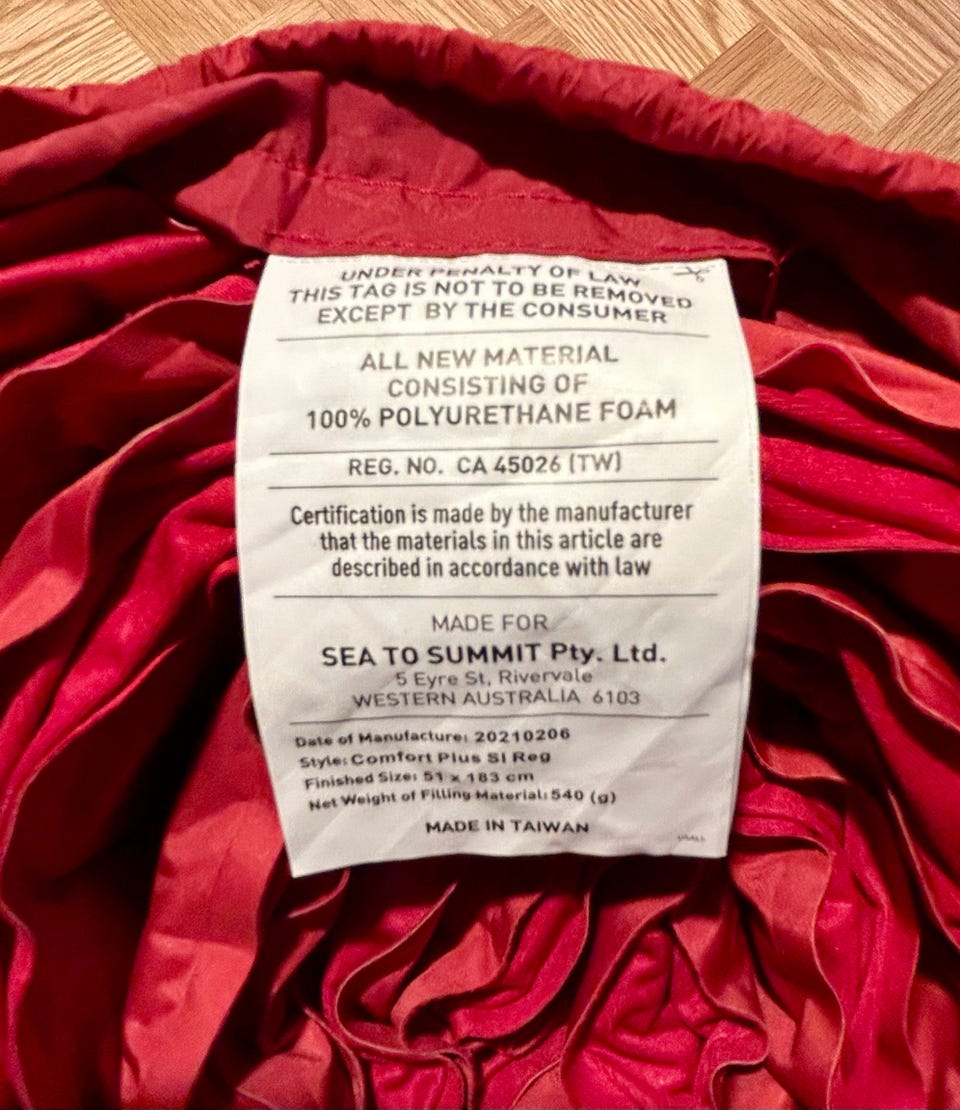 UNDER PENALTY OF LAW
THIS TAG IS NOT TO BE REMOVED
EXCEPT BY THE CONSUMER
ALL NEW MATERIAL
CONSISTING OF
100% POLYURETHANE FOAM
REG. NO. CA 45026 (TW)
Certification is made by the manufacturer
that the materials in this article are
described in accordance with law
MADE FOR
SEA TO SUMMIT Pty. Ltd.
5 Eyre St, Rivervale
WESTERN AUSTRALIA 6103
Date of Manufacture: 20210206
Style: Comfort Plus SI Reg
Finished Size: 51 x 183 cm
Net Weight of Filling Material: 540 (g)
MADE IN TAIWAN